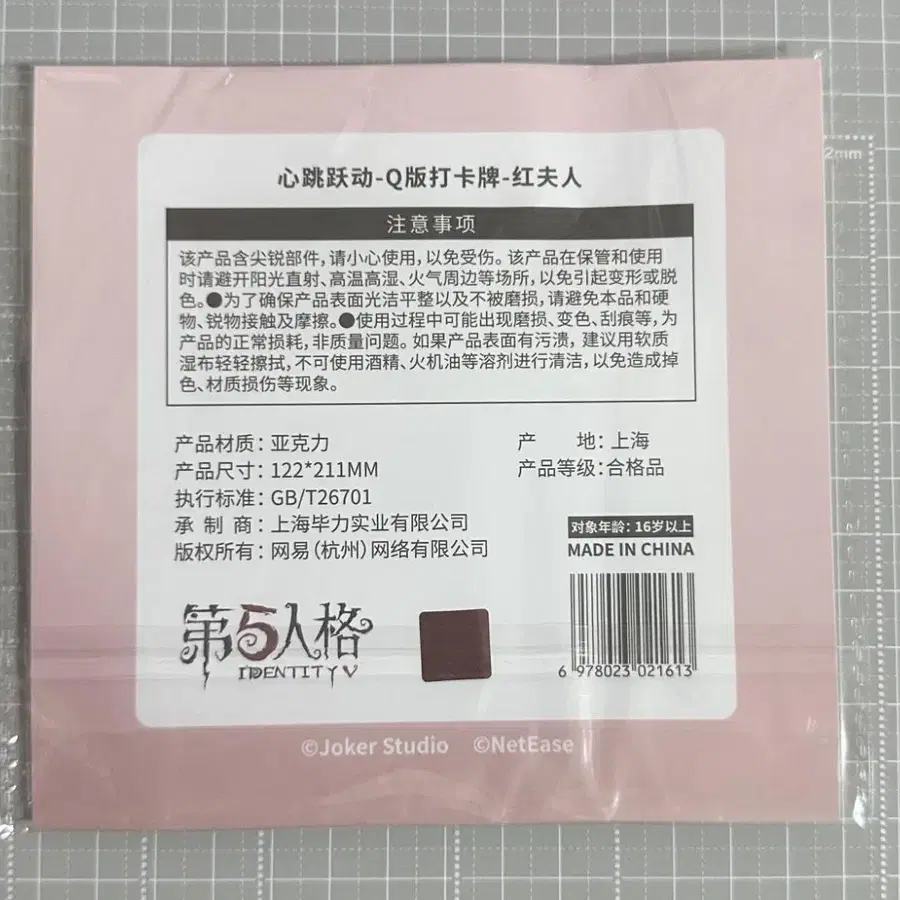 心跳跃动-Q版打卡牌-红夫人
注意事项
该产品含尖锐部件,请小心使用,以免受伤。该产品在保管和使用
时请避开阳光直射、高温高湿、火气周边等场所,以免引起变形或脱
色。●为了确保产品表面光洁平整以及不被磨损,请避免本品和硬
物、锐物接触及摩擦。●使用过程中可能出现磨损、变色、刮痕等,为
产品的正常损耗,非质量问题。如果产品表面有污渍,建议用软质
湿布轻轻擦拭,不可使用酒精、火机油等溶剂进行清洁,以免造成掉
色、材质损伤等现象。
产品材质：亚克力
产品尺寸：122*211MM
执行标准：GB/T26701
承 制 商：上海毕力实业有限公司
版权所有：网易(杭州)网络有限公司
产 地：上海
产品等级：合格品
对象年龄：16岁以上
MADE IN CHINA
6 978023 021613
第5人格
IDENTITY V
©Joker Studio ©NetEase
2mm